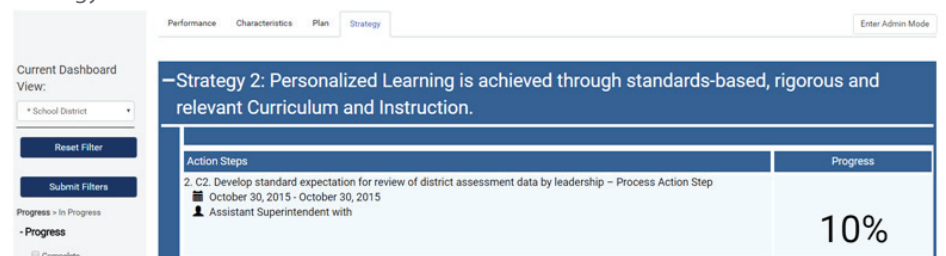 Performance Characteristics Plan Strategy
Enter Admin Mode
Current Dashboard
View:
* School District
Reset Filter
Submit Filters
Progress > In Progress
- Progress
Complete
–Strategy 2: Personalized Learning is achieved through standards-based, rigorous and
relevant Curriculum and Instruction.
Action Steps
Progress
2. C2. Develop standard expectation for review of district assessment data by leadership – Process Action Step
October 30, 2015 - October 30, 2015
Assistant Superintendent with
10%